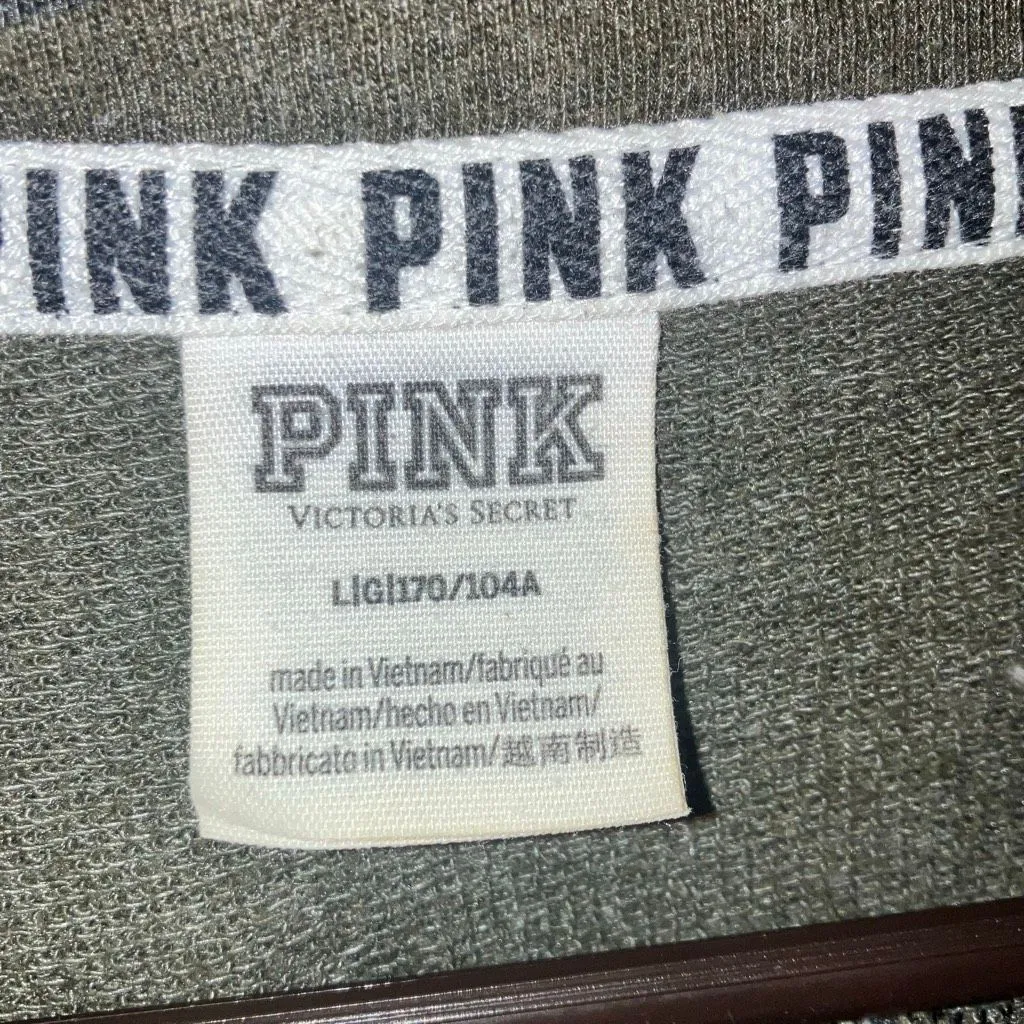 PINK PINK PIN
PINK
VICTORIA'S SECRET
L|G|170/104A
made in Vietnam/fabriqué au
Vietnam/hecho en Vietnam/
fabbricato in Vietnam/越南制造